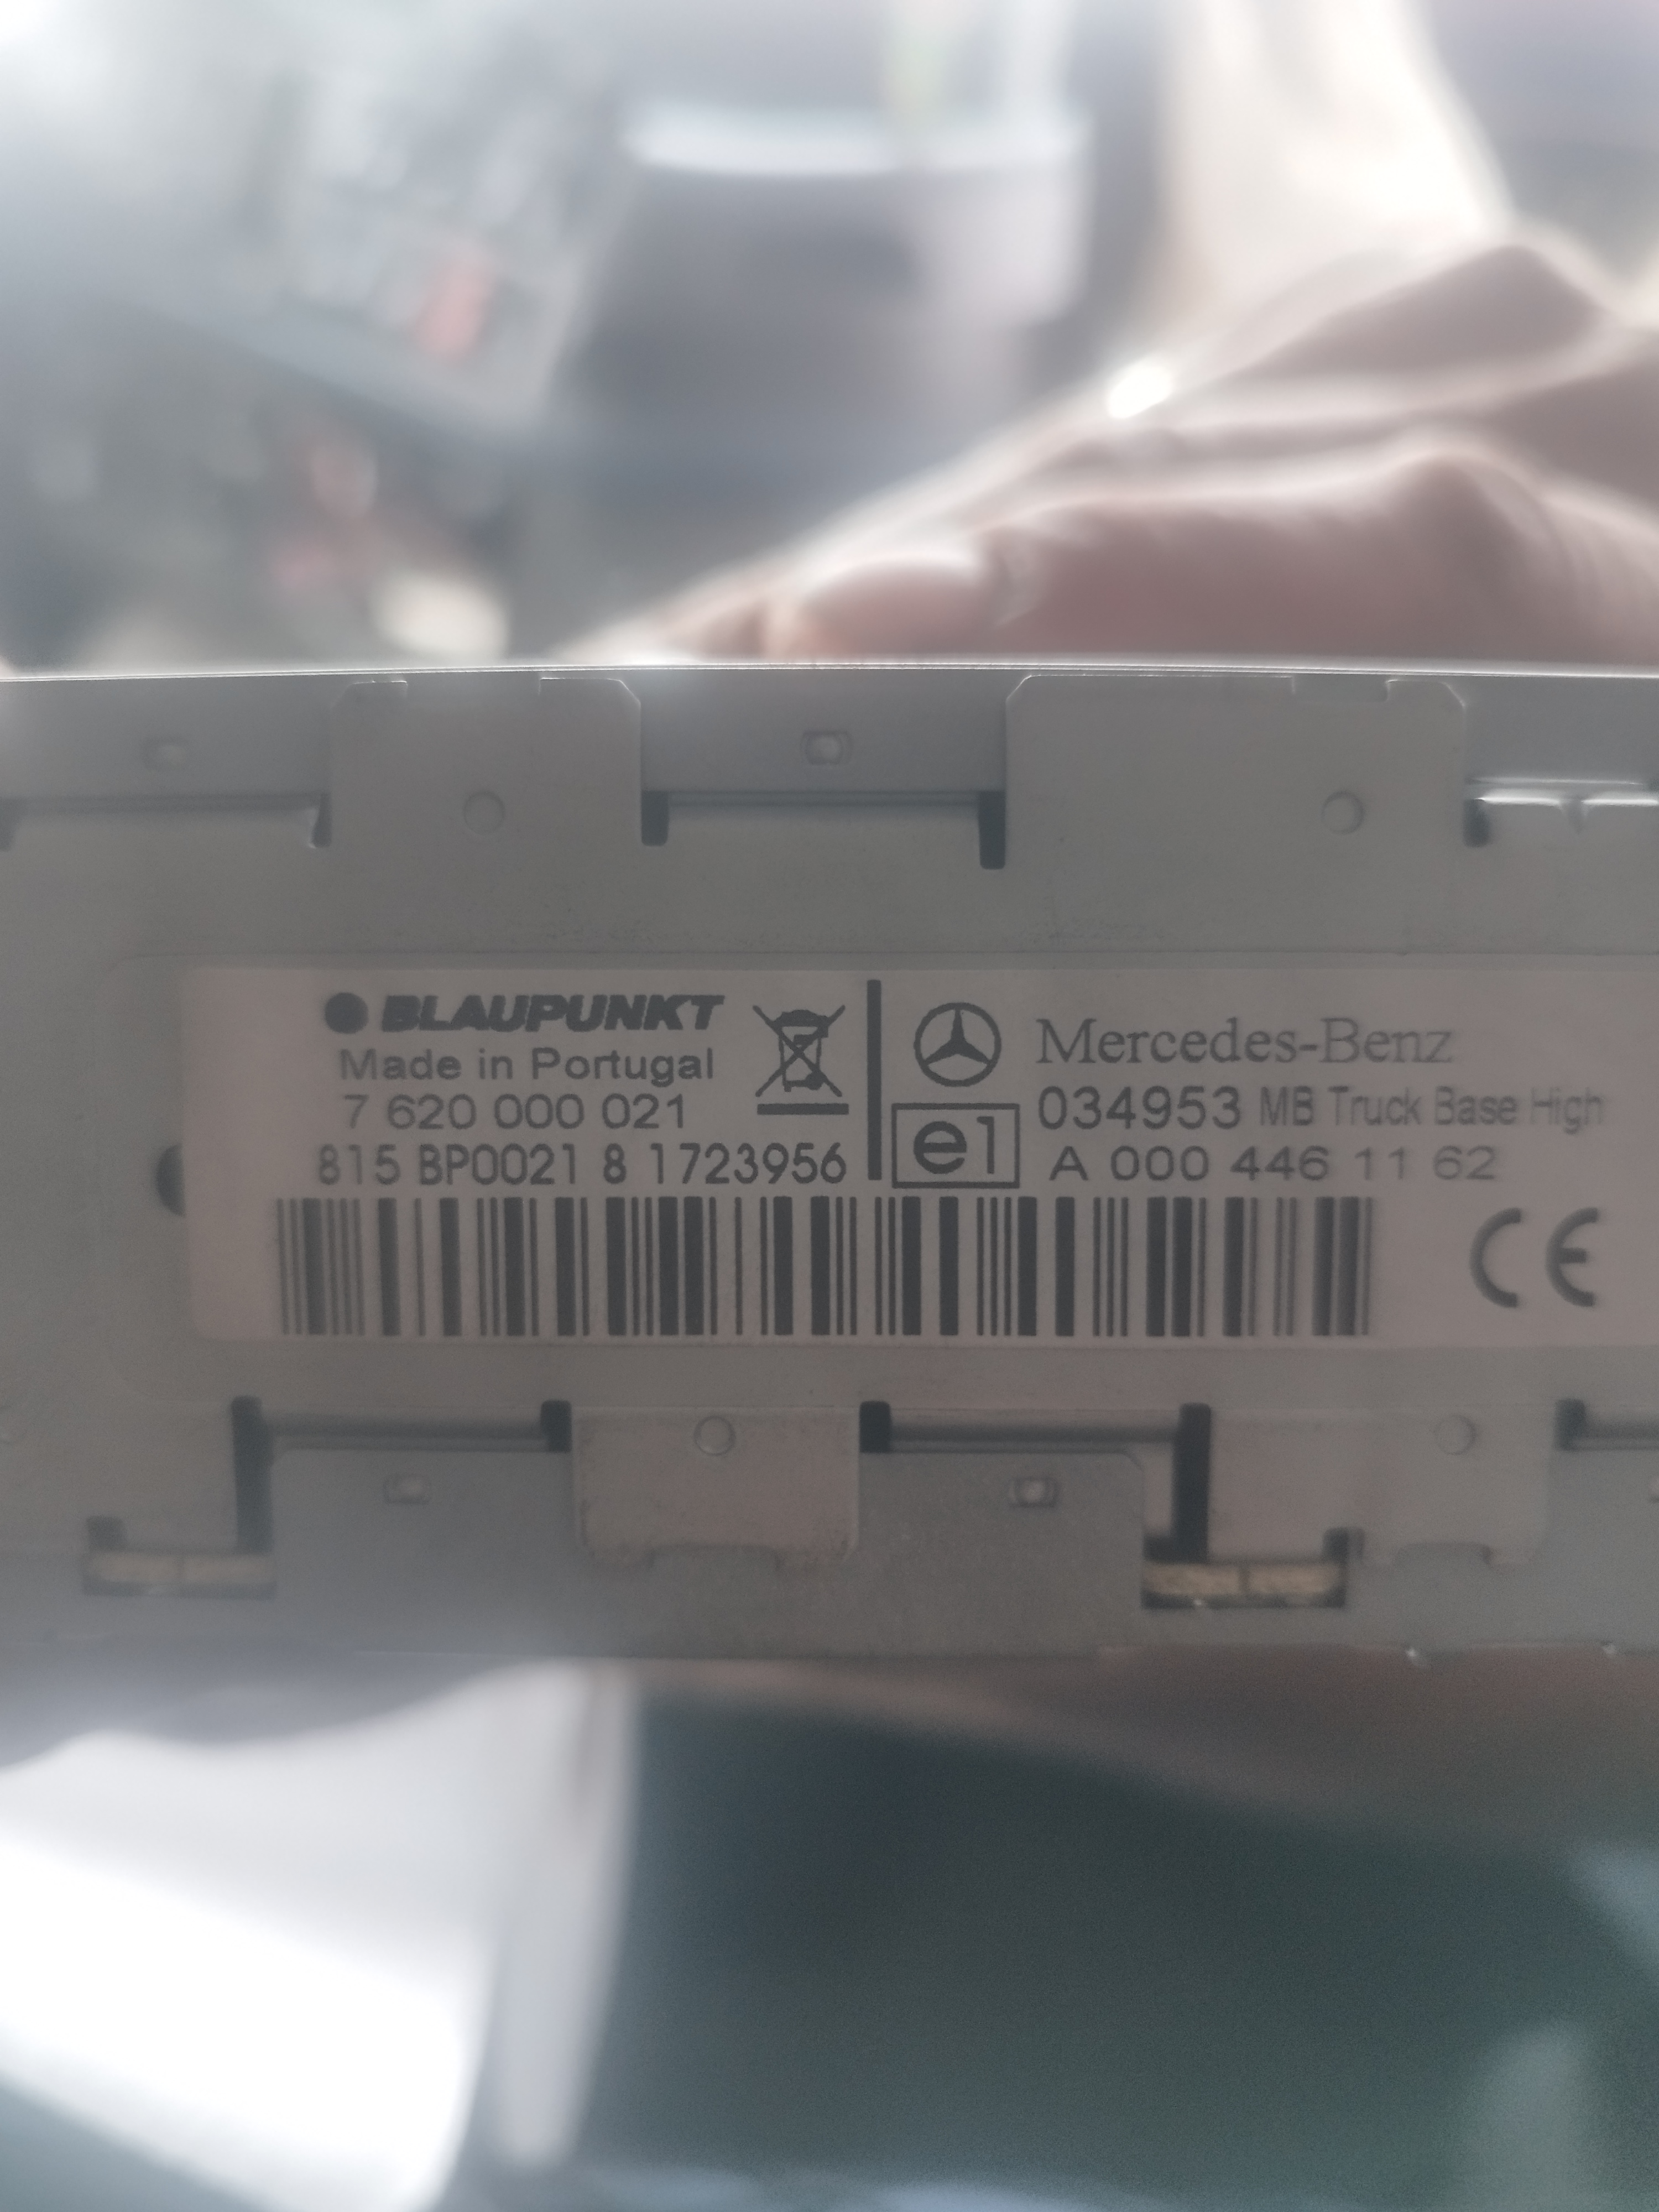 BLAUPUNKT
Made in Portugal
7 620 000 021
815 BP0021 8 1723956
Mercedes-Benz
034953 MB Truck Base High
e1
A 000 446 11 62
CE